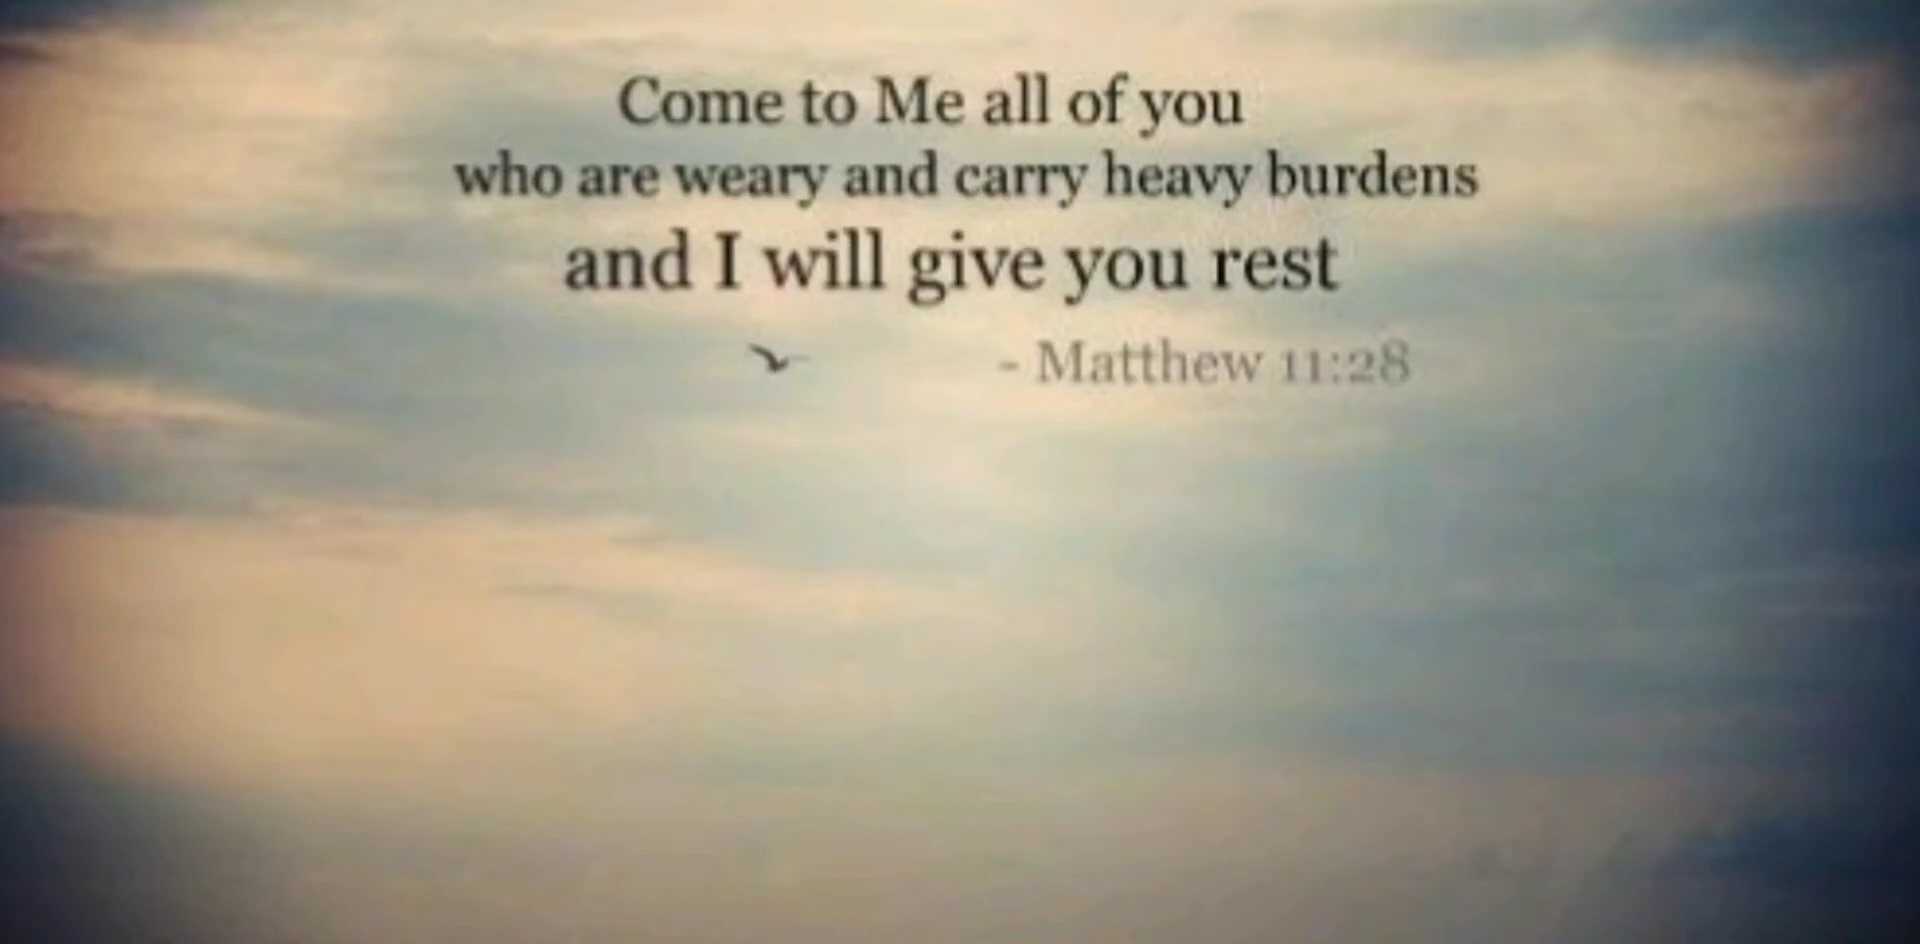 Come to Me all of you
who are weary and carry heavy burdens
and I will give you rest
- Matthew 11:28